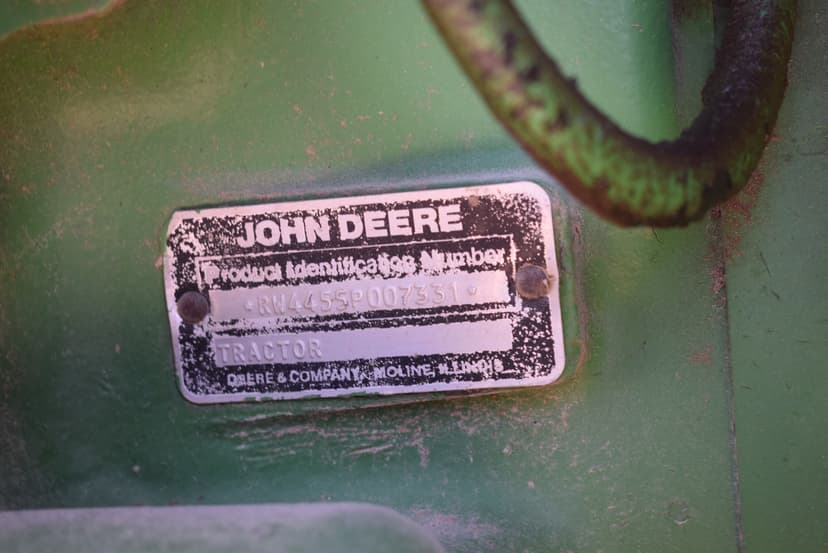 JOHN DEERE
Product Identification Number
*RW4455P007331*
TRACTOR
DEERE & COMPANY, MOLINE, ILLINOIS